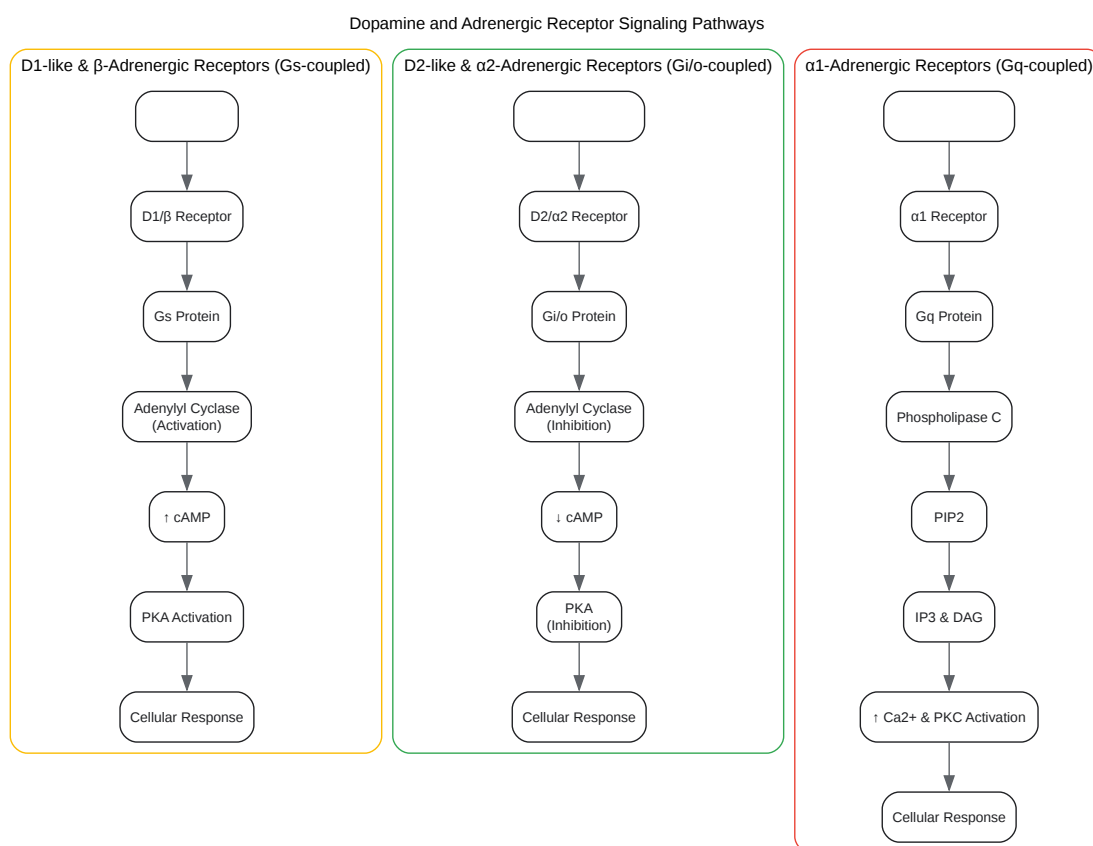 Dopamine and Adrenergic Receptor Signaling Pathways
D1-like & β-Adrenergic Receptors (Gs-coupled)
D1/β Receptor
Gs Protein
Adenylyl Cyclase
(Activation)
↑ cAMP
PKA Activation
Cellular Response
D2-like & α2-Adrenergic Receptors (Gi/o-coupled)
D2/α2 Receptor
Gi/o Protein
Adenylyl Cyclase
(Inhibition)
↓ cAMP
PKA
(Inhibition)
Cellular Response
α1-Adrenergic Receptors (Gq-coupled)
α1 Receptor
Gq Protein
Phospholipase C
PIP2
IP3 & DAG
↑ Ca2+ & PKC Activation
Cellular Response